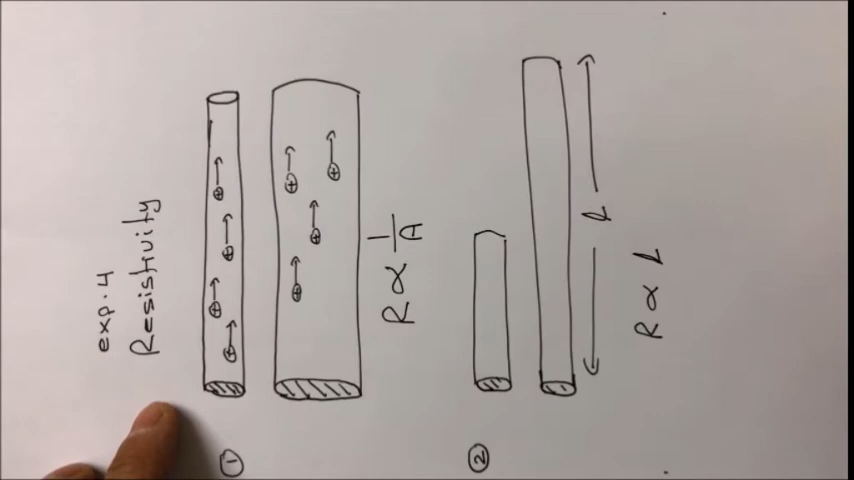 exp. 4
Resistivity
①
+ + + +
+ + + +
R ∝ 1/A
②
L
R ∝ L